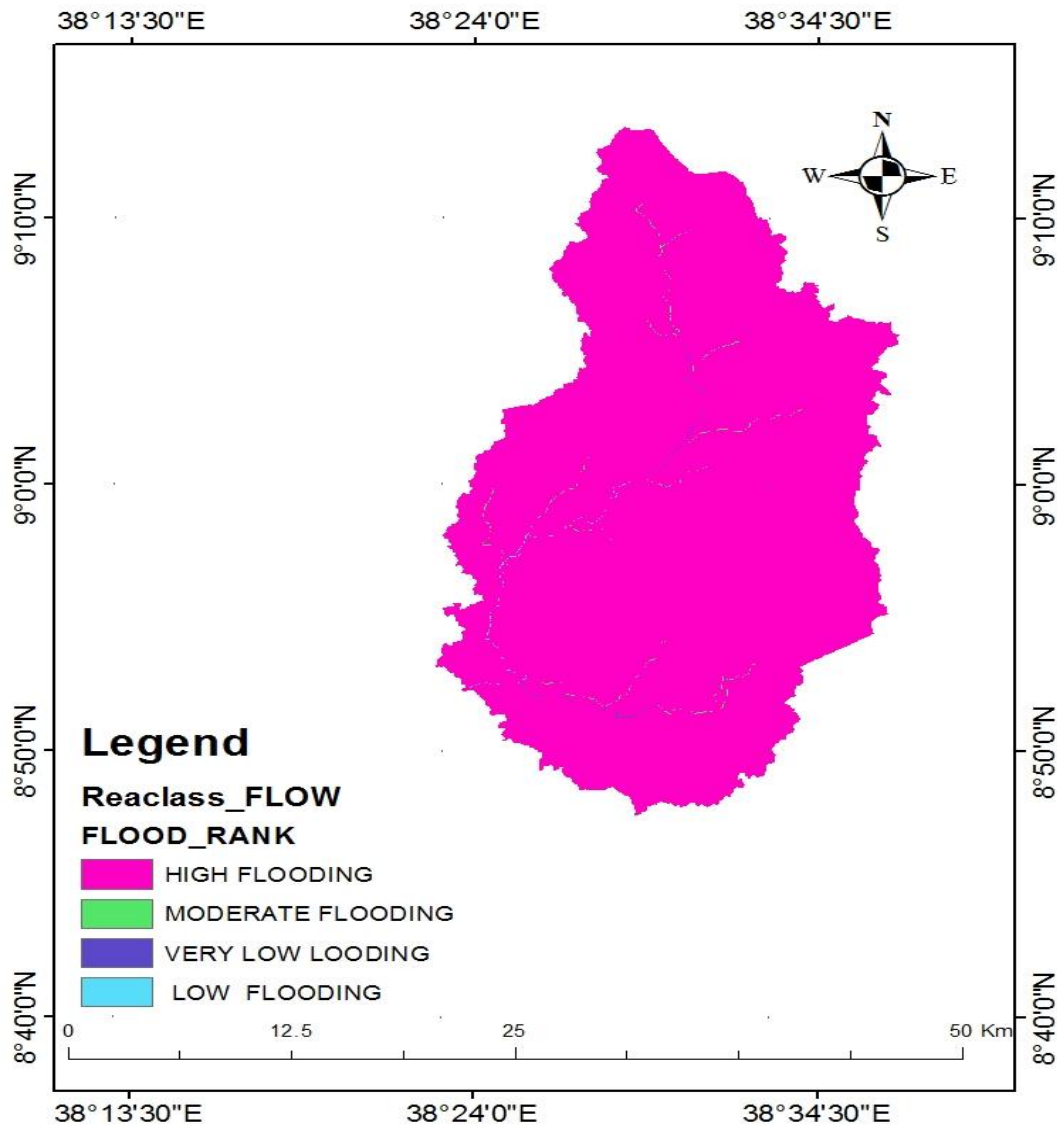 38°13'30"E 38°24'0"E 38°34'30"E
N
W E
S
9°10'0"N 9°10'0"N
9°0'0"N 9°0'0"N
8°50'0"N 8°50'0"N
Legend
Reaclass_FLOW
FLOOD_RANK
HIGH FLOODING
MODERATE FLOODING
VERY LOW LOODING
LOW FLOODING
8°40'0"N 8°40'0"N
0 12.5 25 50 Km
38°13'30"E 38°24'0"E 38°34'30"E